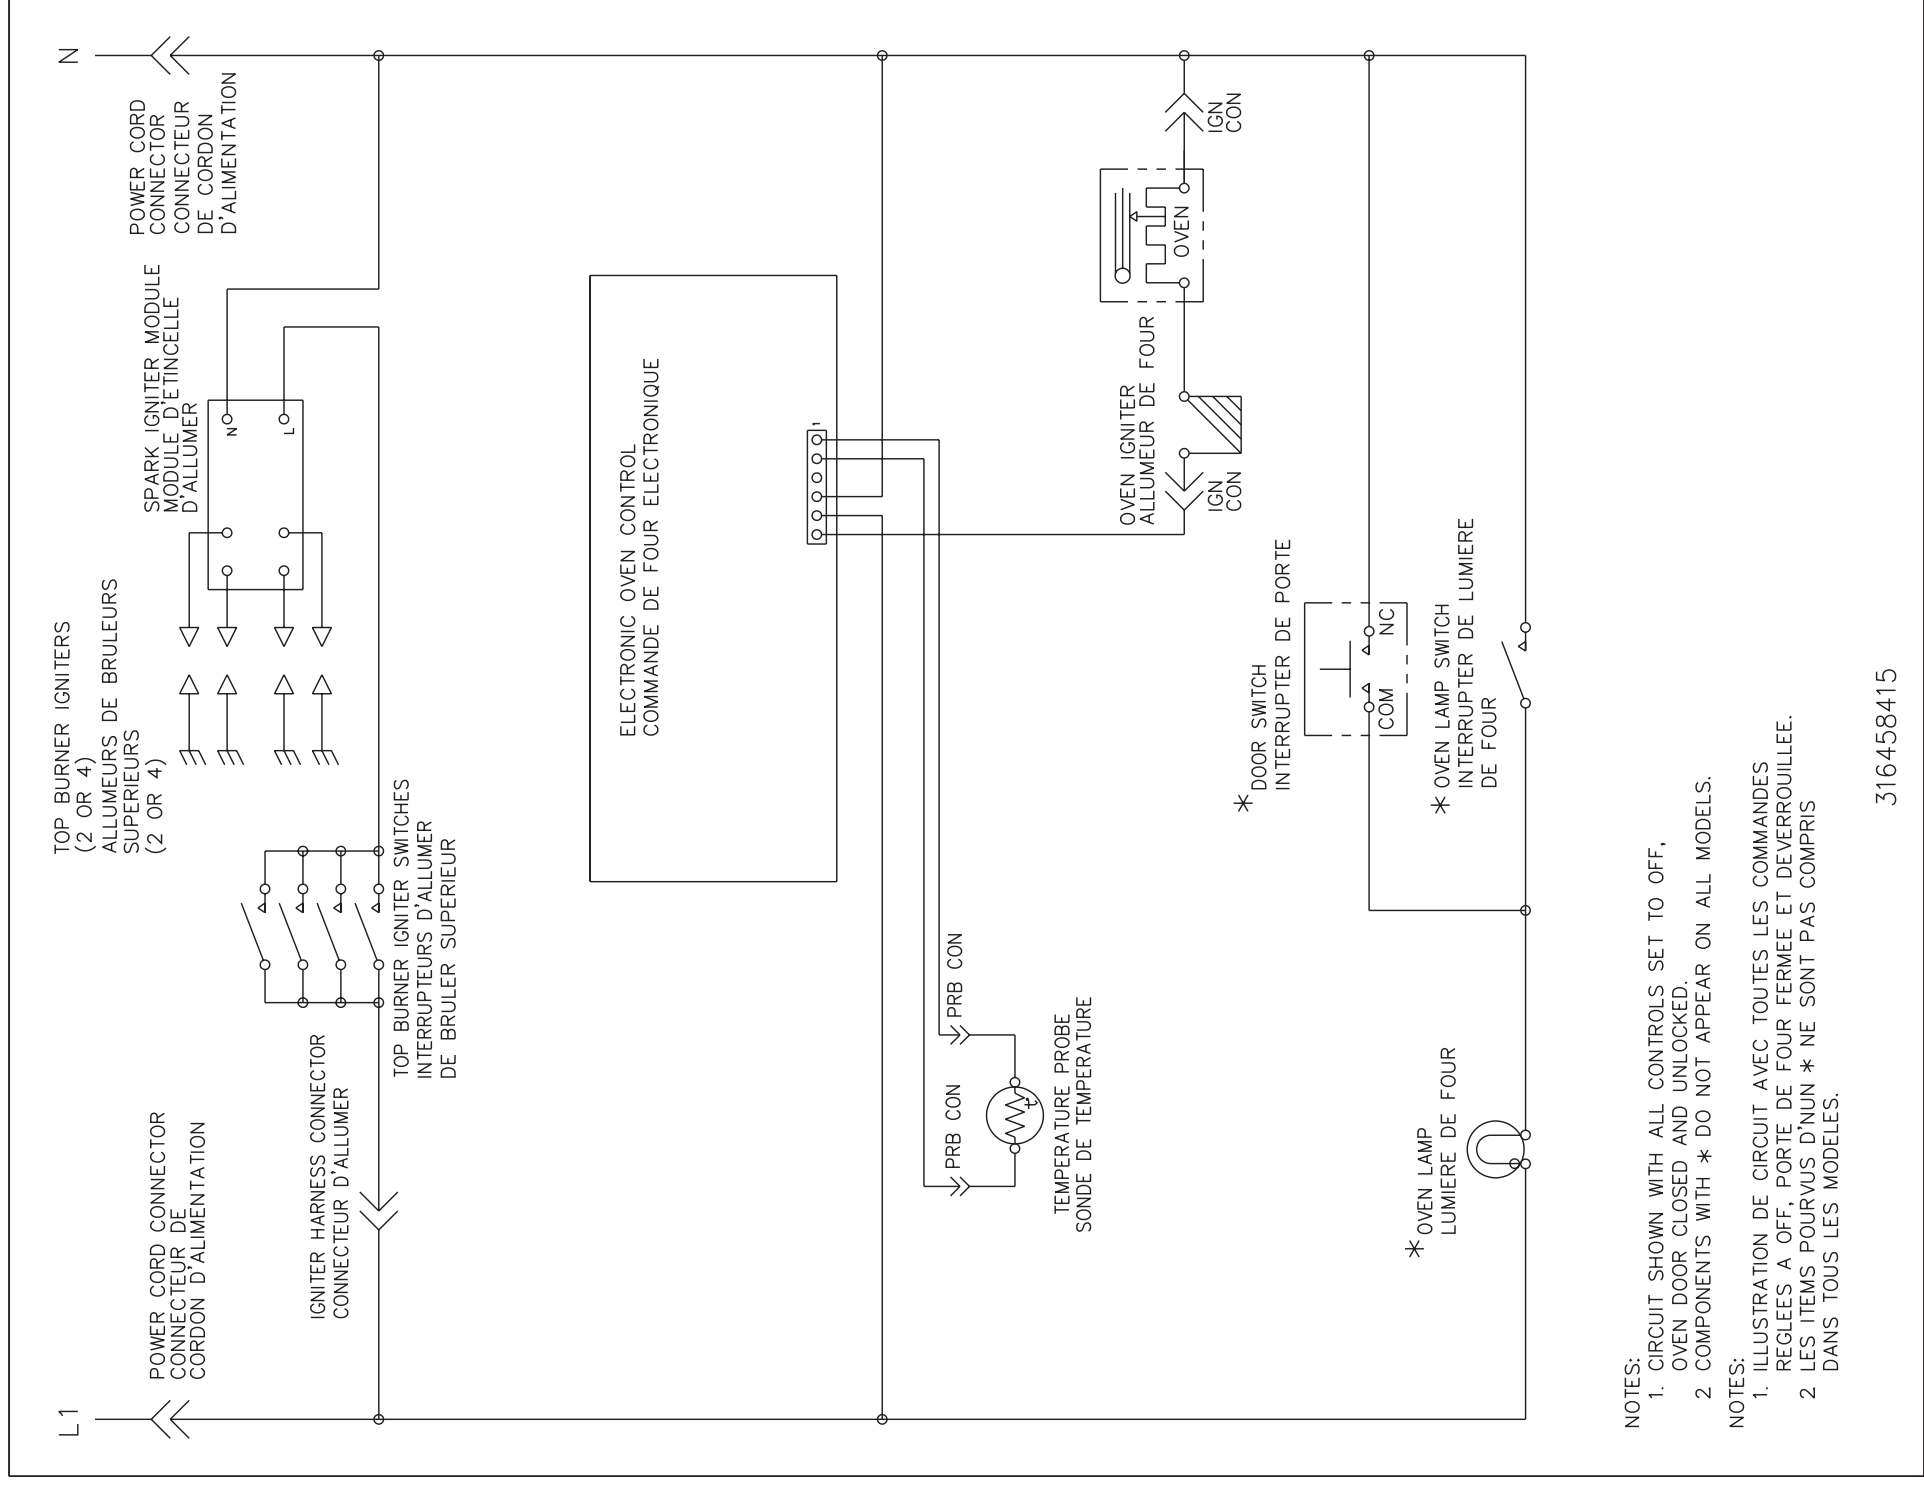 L1
N
POWER CORD CONNECTOR
CONNECTEUR DE
CORDON D'ALIMENTATION
IGNITER HARNESS CONNECTOR
CONNECTEUR D'ALLUMER
TOP BURNER IGNITERS
(2 OR 4)
ALLUMEURS DE BRULEURS
SUPERIEURS
(2 OR 4)
TOP BURNER IGNITER SWITCHES
INTERRUPTEURS D'ALLUMER
DE BRULER SUPERIEUR
SPARK IGNITER MODULE
MODULE D'ETINCELLE
D'ALLUMER
N
L
POWER CORD
CONNECTOR
CONNECTEUR
DE CORDON
D'ALIMENTATION
ELECTRONIC OVEN CONTROL
COMMANDE DE FOUR ELECTRONIQUE
1
PRB CON
PRB CON
t°
TEMPERATURE PROBE
SONDE DE TEMPERATURE
OVEN IGNITER
ALLUMEUR DE FOUR
IGN
CON
OVEN
IGN
CON
* DOOR SWITCH
INTERRUPTER DE PORTE
COM
NC
* OVEN LAMP SWITCH
INTERRUPTER DE LUMIERE
DE FOUR
* OVEN LAMP
LUMIERE DE FOUR
NOTES:
1. CIRCUIT SHOWN WITH ALL CONTROLS SET TO OFF,
OVEN DOOR CLOSED AND UNLOCKED.
2 COMPONENTS WITH * DO NOT APPEAR ON ALL MODELS.
NOTES:
1. ILLUSTRATION DE CIRCUIT AVEC TOUTES LES COMMANDES
REGLEES A OFF, PORTE DE FOUR FERMEE ET DEVERROUILLEE.
2 LES ITEMS POURVUS D'NUN * NE SONT PAS COMPRIS
DANS TOUS LES MODELES.
316458415